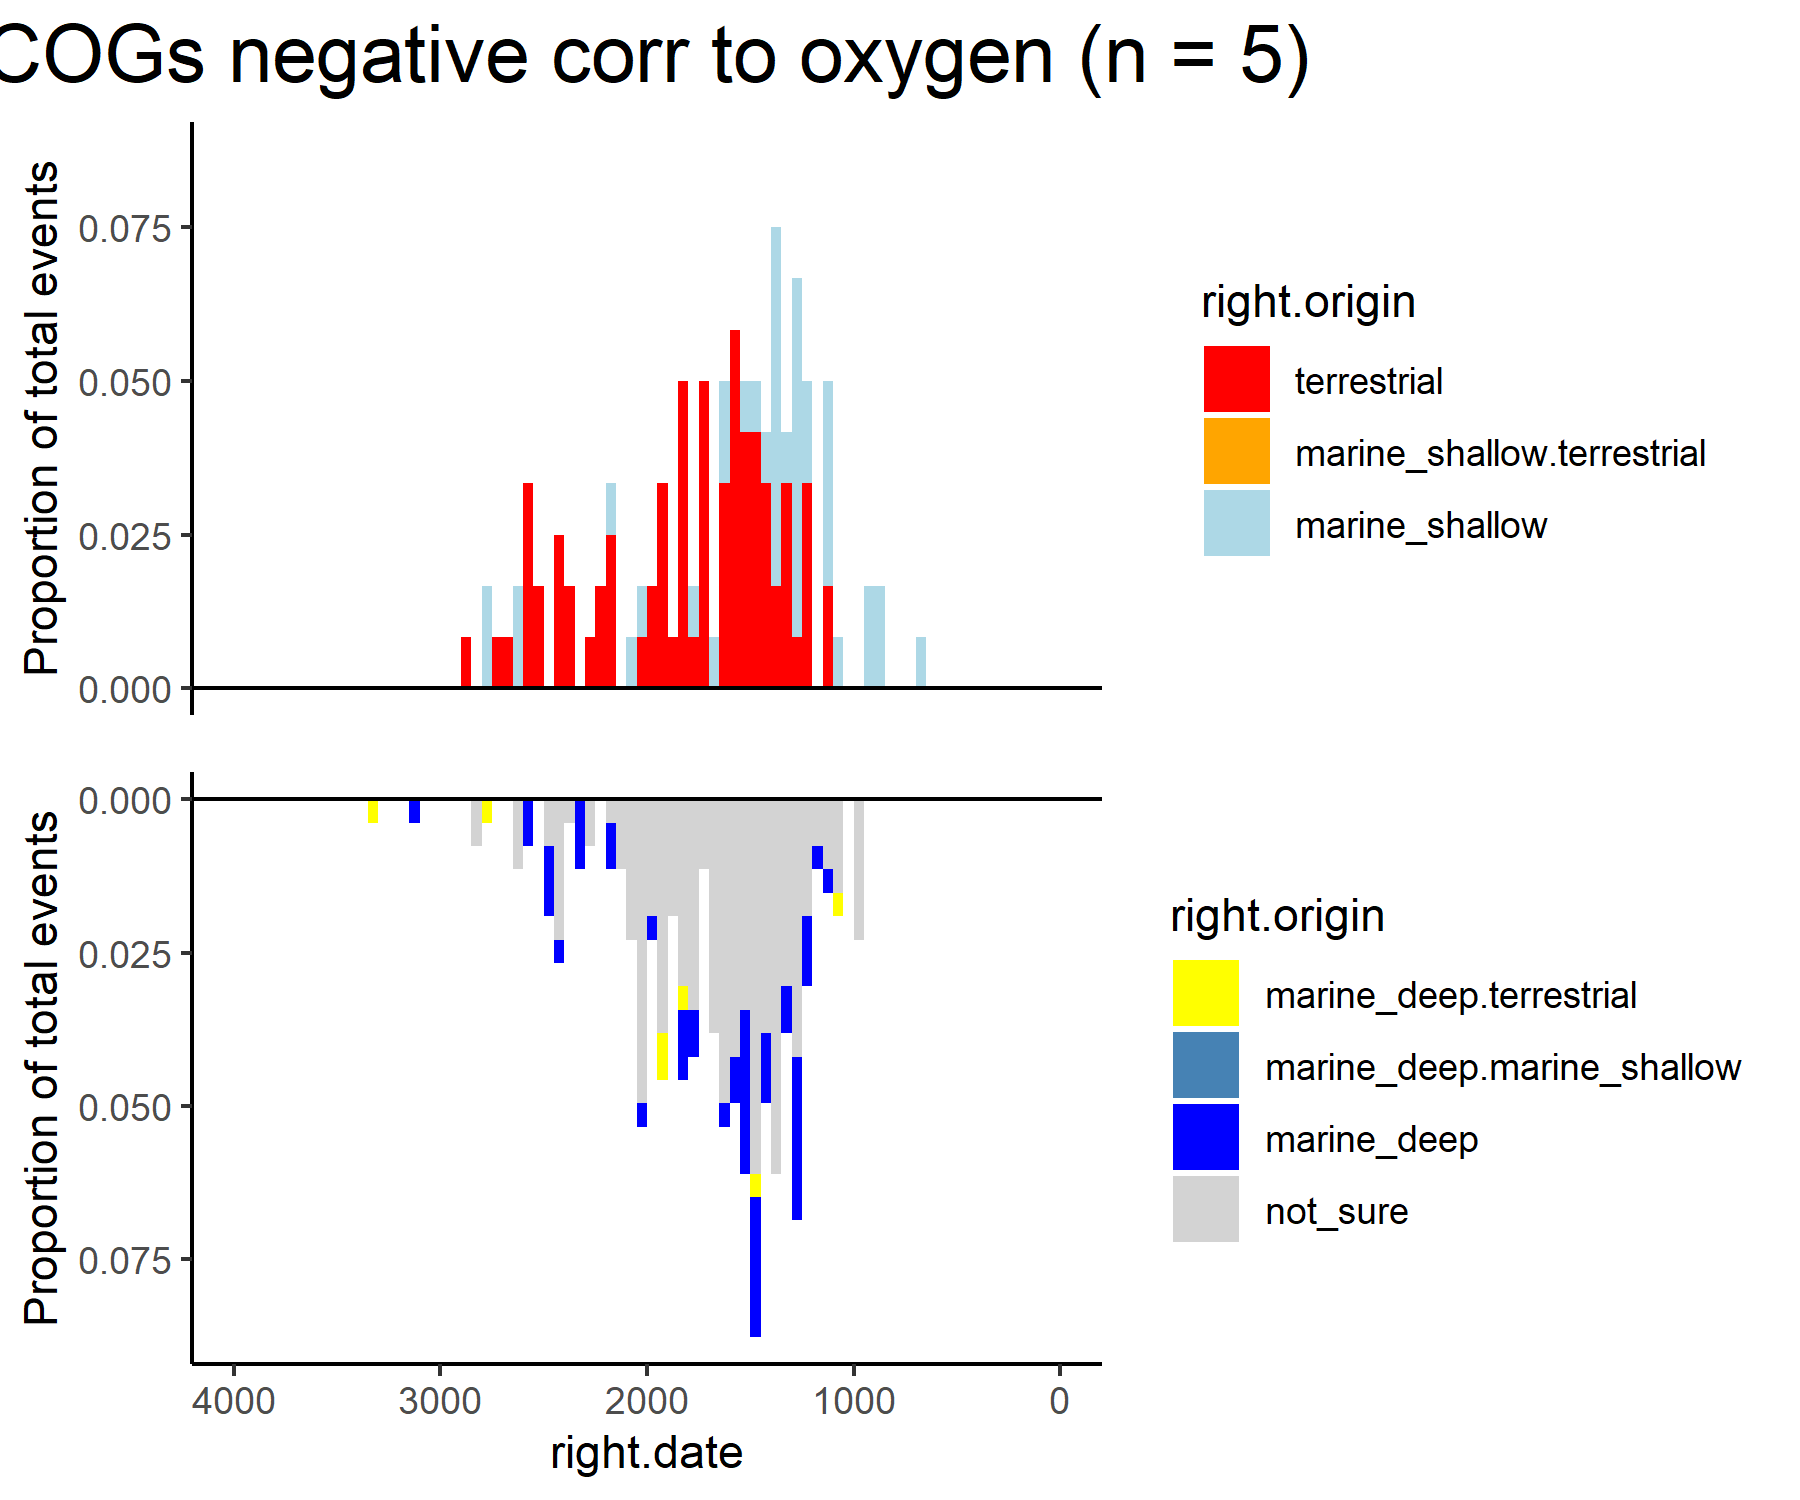 COGs negative corr to oxygen (n = 5)
Proportion of total events
0.075
0.050
0.025
0.000
right.origin
terrestrial
marine_shallow.terrestrial
marine_shallow
Proportion of total events
0.000
0.025
0.050
0.075
4000 3000 2000 1000 0
right.date
right.origin
marine_deep.terrestrial
marine_deep.marine_shallow
marine_deep
not_sure